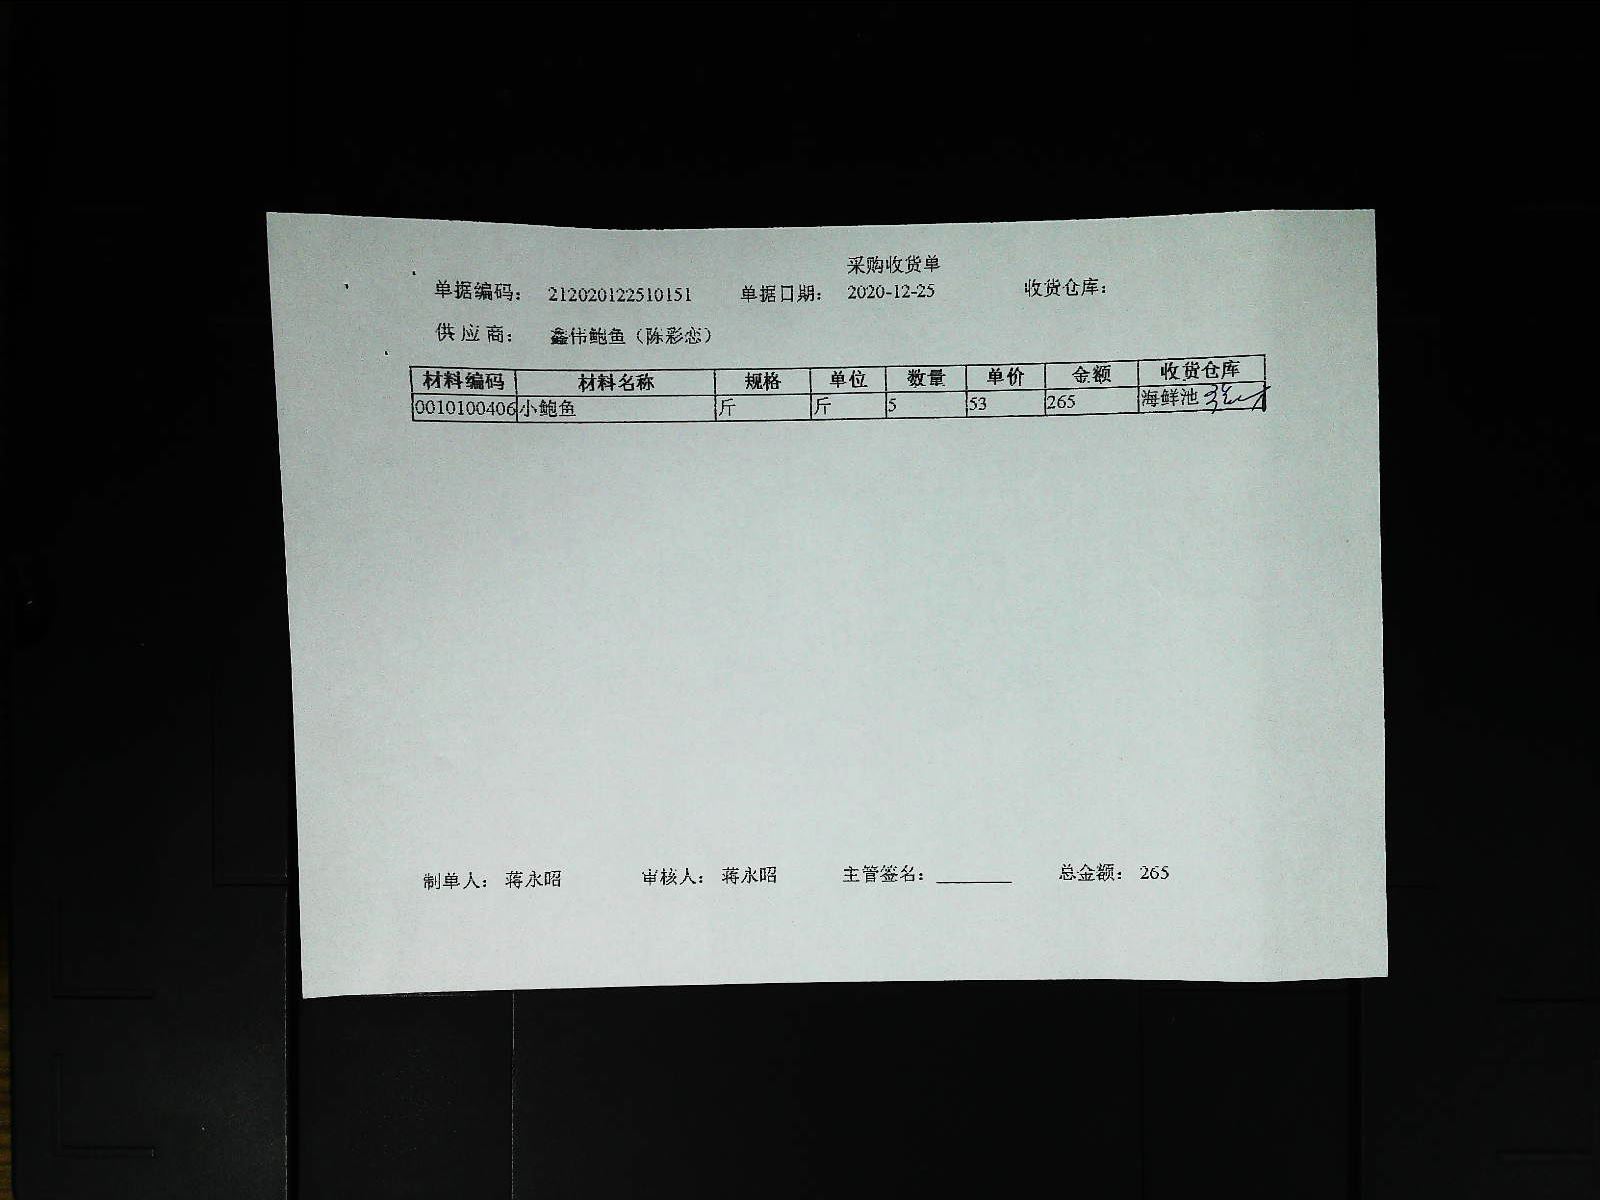 采购收货单
单据编码： 212020122510151 单据日期： 2020-12-25 收货仓库：
供应商： 鑫伟鲍鱼（陈彩恋）
材料编码 材料名称 规格 单位 数量 单价 金额 收货仓库
0010100406 小鲍鱼 斤 斤 5 53 265 海鲜池
制单人： 蒋永昭 审核人： 蒋永昭 主管签名： 总金额： 265